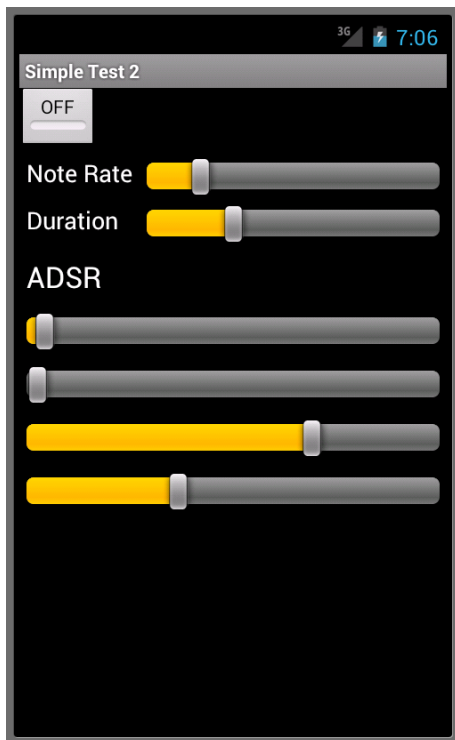 3G 7:06
Simple Test 2
OFF
Note Rate
Duration
ADSR